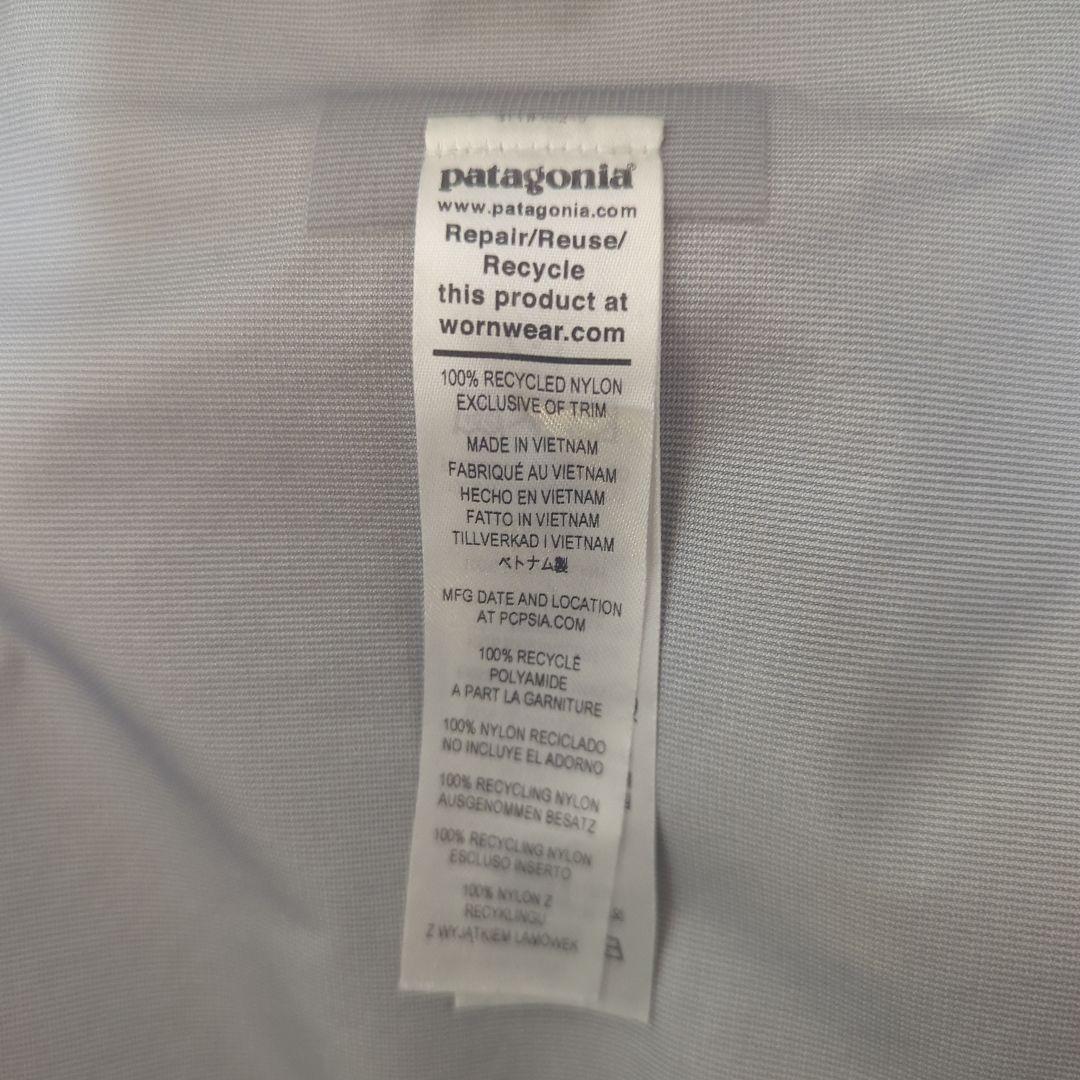 patagonia®
www.patagonia.com
Repair/Reuse/
Recycle
this product at
wornwear.com
100% RECYCLED NYLON
EXCLUSIVE OF TRIM
MADE IN VIETNAM
FABRIQUÉ AU VIETNAM
HECHO EN VIETNAM
FATTO IN VIETNAM
TILLVERKAD I VIETNAM
ベトナム製
MFG DATE AND LOCATION
AT PCPSIA.COM
100% RECYCLÉ
POLYAMIDE
A PART LA GARNITURE
100% NYLON RECICLADO
NO INCLUYE EL ADORNO
100% RECYCLING NYLON
AUSGENOMMEN BESATZ
100% RECYCLING NYLON
ESCLUSO INSERTO
100% NYLON Z
RECYKLINGU
Z WYJĄTKIEM LAMÓWEK